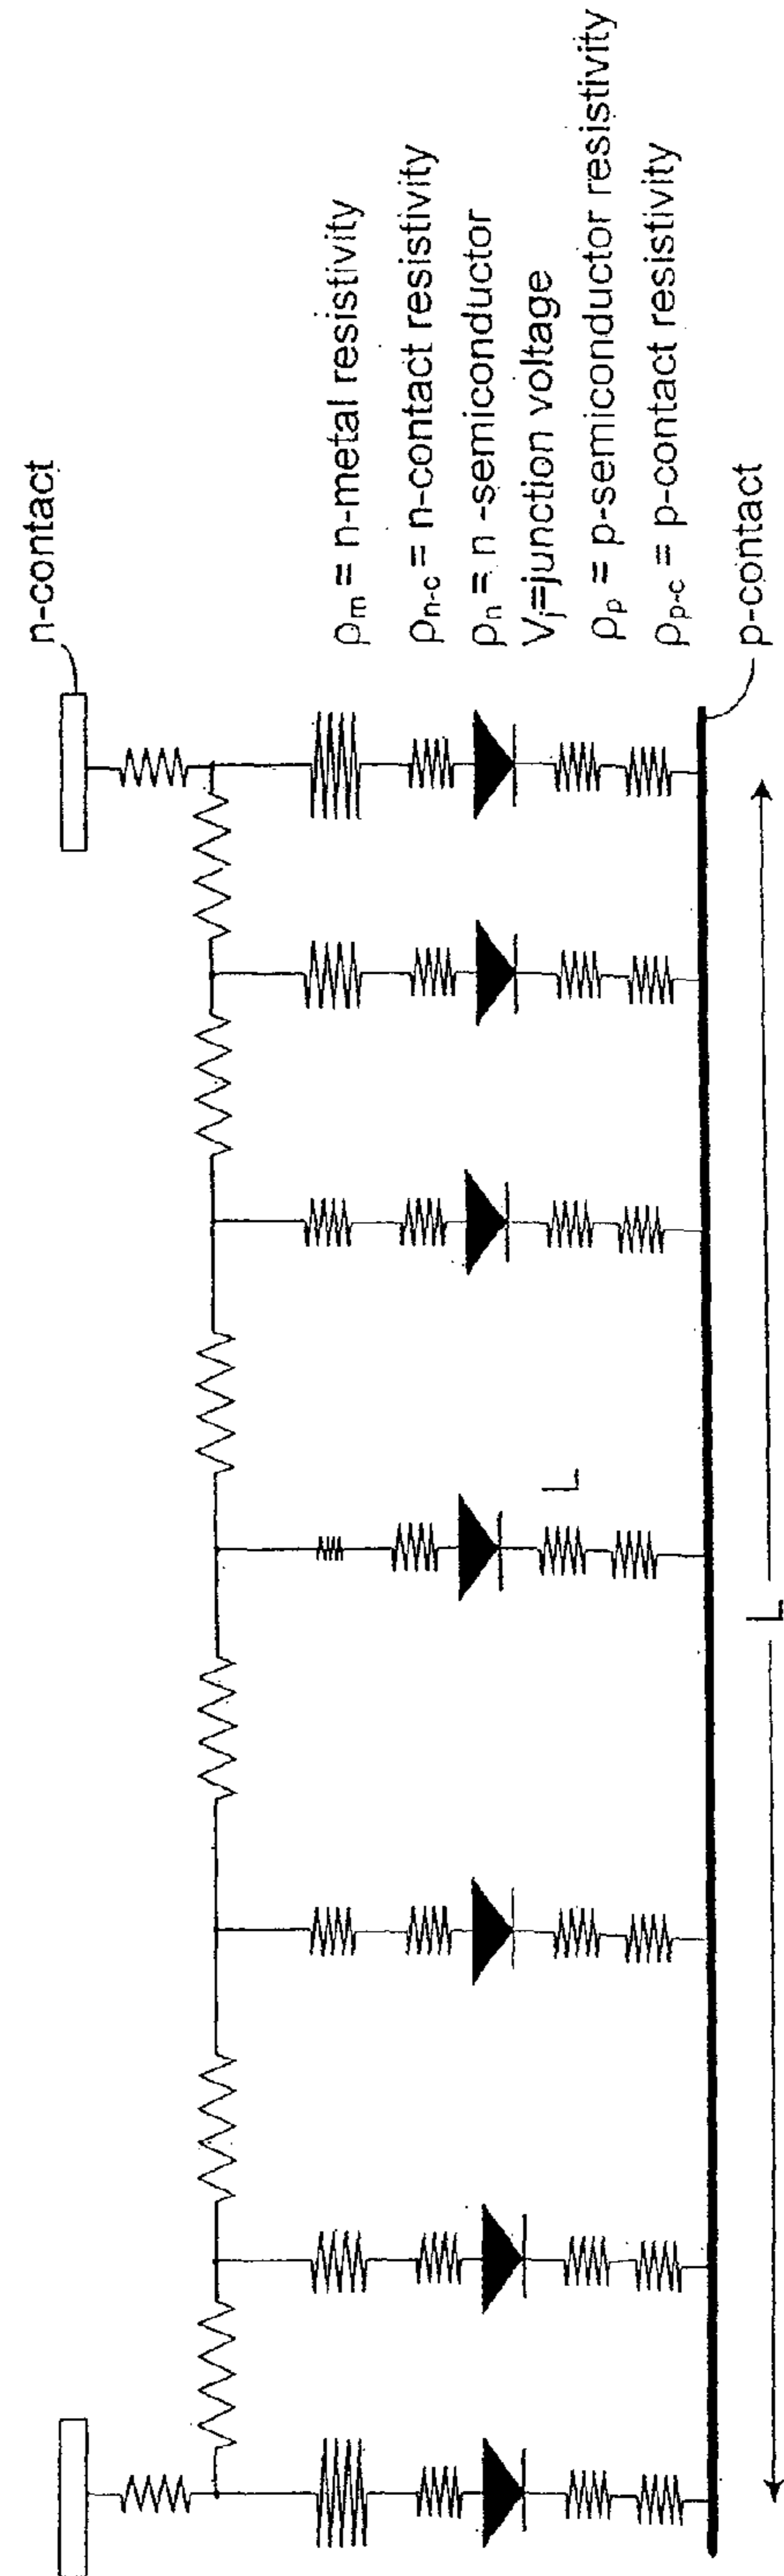 n-contact
ρm = n-metal resistivity
ρn-c = n-contact resistivity
ρn = n -semiconductor
Vj=junction voltage
ρp = p-semiconductor resistivity
ρp-c = p-contact resistivity
p-contact
L
L